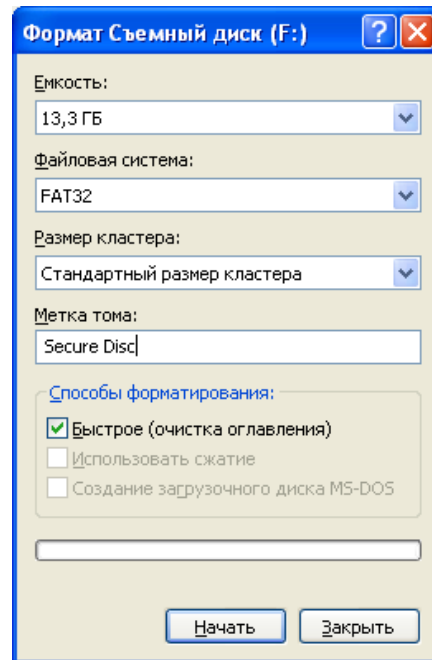 Формат Съемный диск (F:)
Емкость:
13,3 ГБ
Файловая система:
FAT32
Размер кластера:
Стандартный размер кластера
Метка тома:
Secure Disc
Способы форматирования:
Быстрое (очистка оглавления)
Использовать сжатие
Создание загрузочного диска MS-DOS
Начать
Закрыть